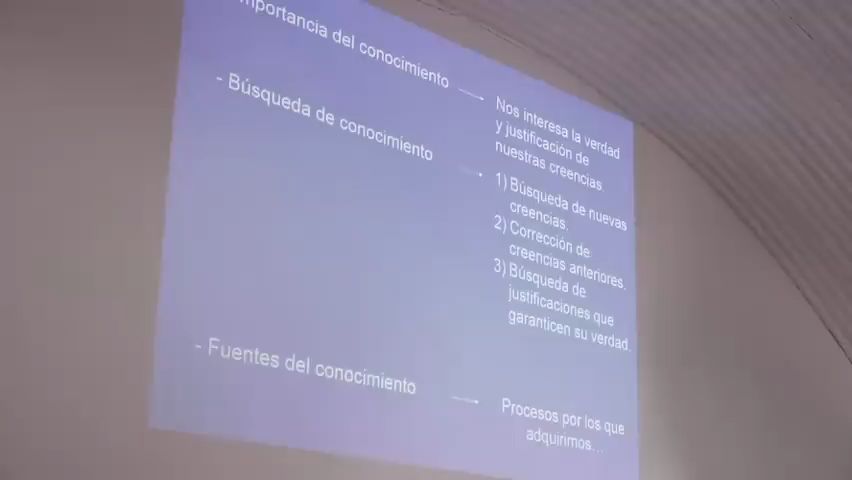 mportancia del conocimiento
Nos interesa la verdad
y justificación de
nuestras creencias.
- Búsqueda de conocimiento
1) Búsqueda de nuevas
creencias.
2) Corrección de
creencias anteriores.
3) Búsqueda de
justificaciones que
garanticen su verdad.
- Fuentes del conocimiento
Procesos por los que
adquirimos...